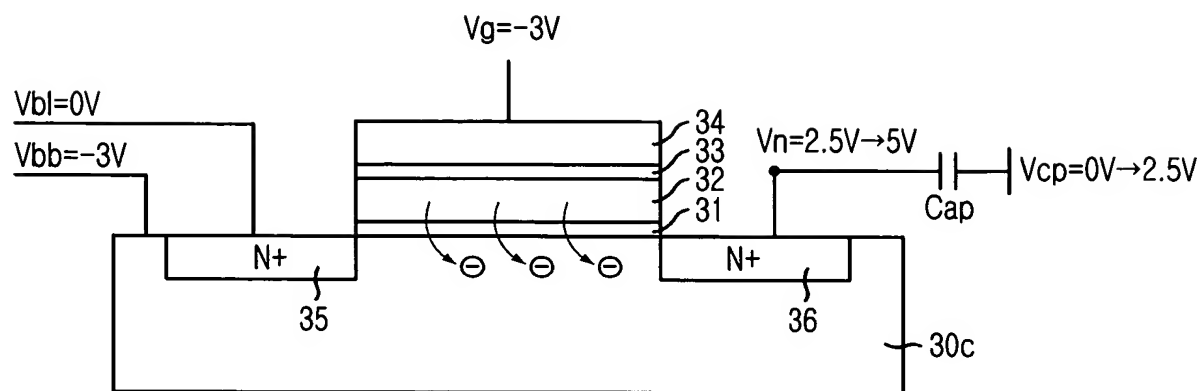 Vg=-3V
Vbl=0V
Vbb=-3V
34
33
32
31
Vn=2.5V→5V
Vcp=0V→2.5V
Cap
N+
N+
⊖ ⊖ ⊖
35
36
30c